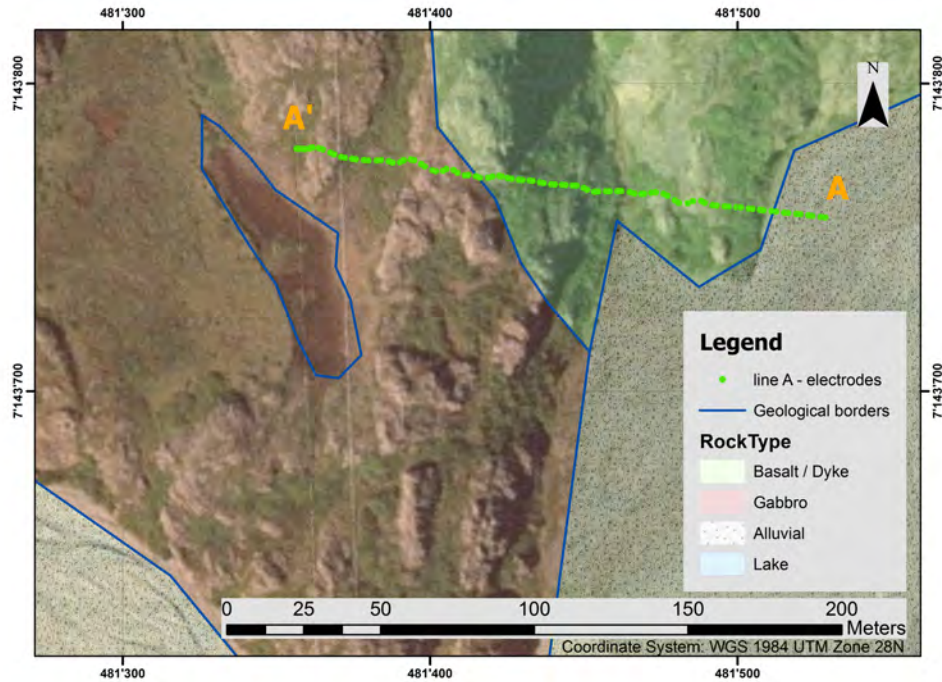 481'300 481'400 481'500
7'143'800 7'143'800
N
A'
A
7'143'700 7'143'700
Legend
line A - electrodes
Geological borders
RockType
Basalt / Dyke
Gabbro
Alluvial
Lake
0 25 50 100 150 200
Meters
Coordinate System: WGS 1984 UTM Zone 28N
481'300 481'400 481'500